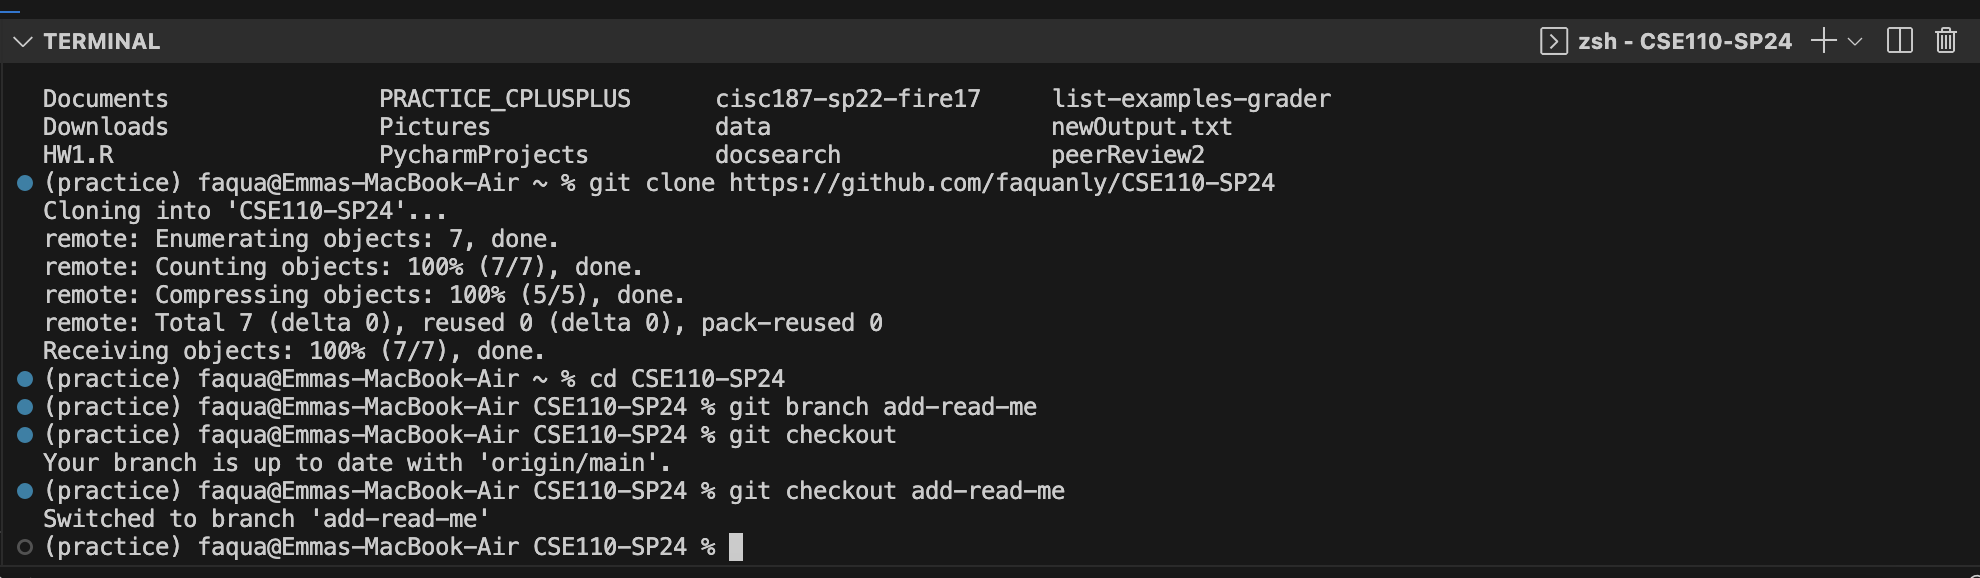 TERMINAL zsh - CSE110-SP24
Documents PRACTICE_CPLUSPLUS cisc187-sp22-fire17 list-examples-grader
Downloads Pictures data newOutput.txt
HW1.R PycharmProjects docsearch peerReview2
(practice) faqua@Emmas-MacBook-Air ~ % git clone https://github.com/faquanly/CSE110-SP24
Cloning into 'CSE110-SP24'...
remote: Enumerating objects: 7, done.
remote: Counting objects: 100% (7/7), done.
remote: Compressing objects: 100% (5/5), done.
remote: Total 7 (delta 0), reused 0 (delta 0), pack-reused 0
Receiving objects: 100% (7/7), done.
(practice) faqua@Emmas-MacBook-Air ~ % cd CSE110-SP24
(practice) faqua@Emmas-MacBook-Air CSE110-SP24 % git branch add-read-me
(practice) faqua@Emmas-MacBook-Air CSE110-SP24 % git checkout
Your branch is up to date with 'origin/main'.
(practice) faqua@Emmas-MacBook-Air CSE110-SP24 % git checkout add-read-me
Switched to branch 'add-read-me'
(practice) faqua@Emmas-MacBook-Air CSE110-SP24 %